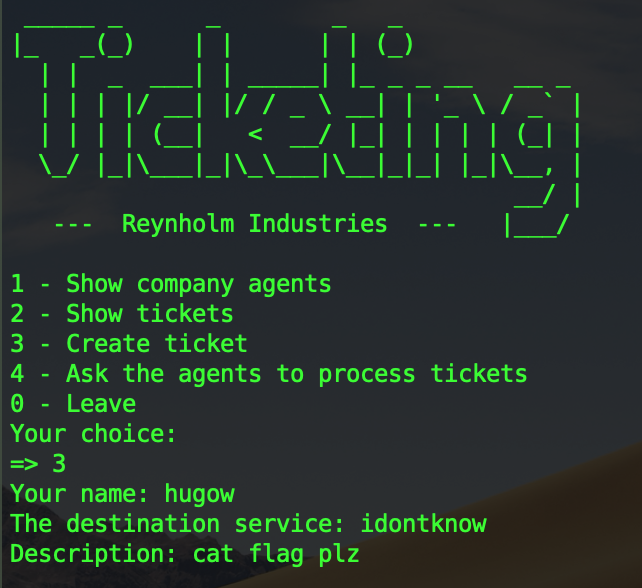 Ticketing
--- Reynholm Industries ---
1 - Show company agents
2 - Show tickets
3 - Create ticket
4 - Ask the agents to process tickets
0 - Leave
Your choice:
=> 3
Your name: hugow
The destination service: idontknow
Description: cat flag plz